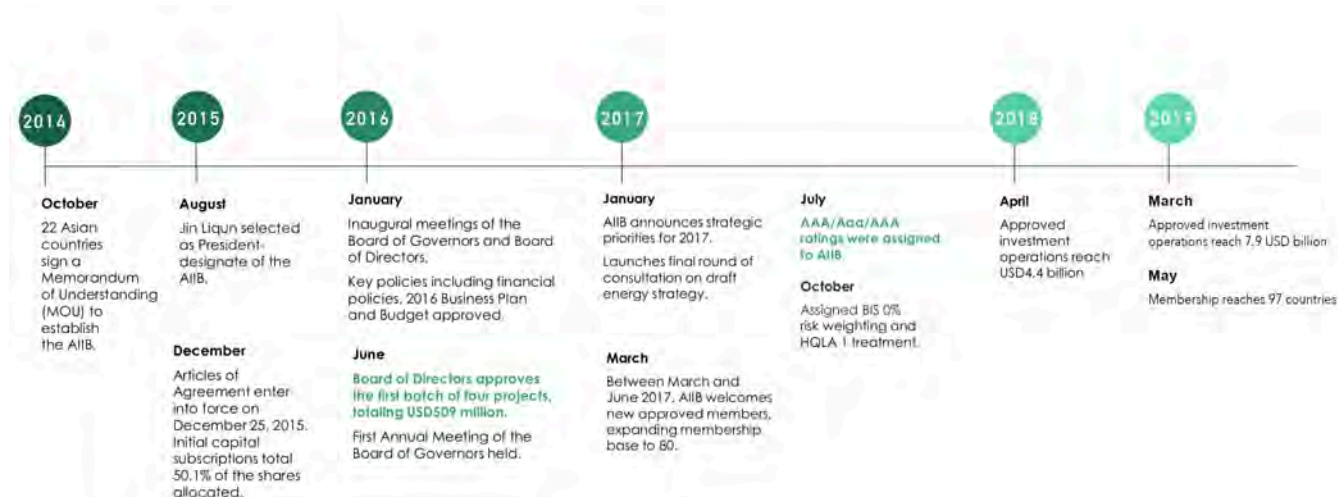 2014
October
22 Asian
countries
sign a
Memorandum
of Understanding
(MOU) to
establish
the AIIB.
2015
August
Jin Liqun selected
as President-
designate of the
AIIB.
December
Articles of
Agreement enter
into force on
December 25, 2015.
Initial capital
subscriptions total
50.1% of the shares
allocated.
2016
January
Inaugural meetings of the
Board of Governors and Board
of Directors.
Key policies including financial
policies, 2016 Business Plan
and Budget approved.
June
Board of Directors approves
the first batch of four projects,
totaling USD509 million.
First Annual Meeting of the
Board of Governors held.
2017
January
AIIB announces strategic
priorities for 2017.
Launches final round of
consultation on draft
energy strategy.
March
Between March and
June 2017, AIIB welcomes
new approved members,
expanding membership
base to 80.
July
AAA/Aaa/AAA
ratings were assigned
to AIIB
October
Assigned BIS 0%
risk weighting and
HQLA 1 treatment.
2018
April
Approved
investment
operations reach
USD4.4 billion
2019
March
Approved investment
operations reach 7.9 USD billion
May
Membership reaches 97 countries